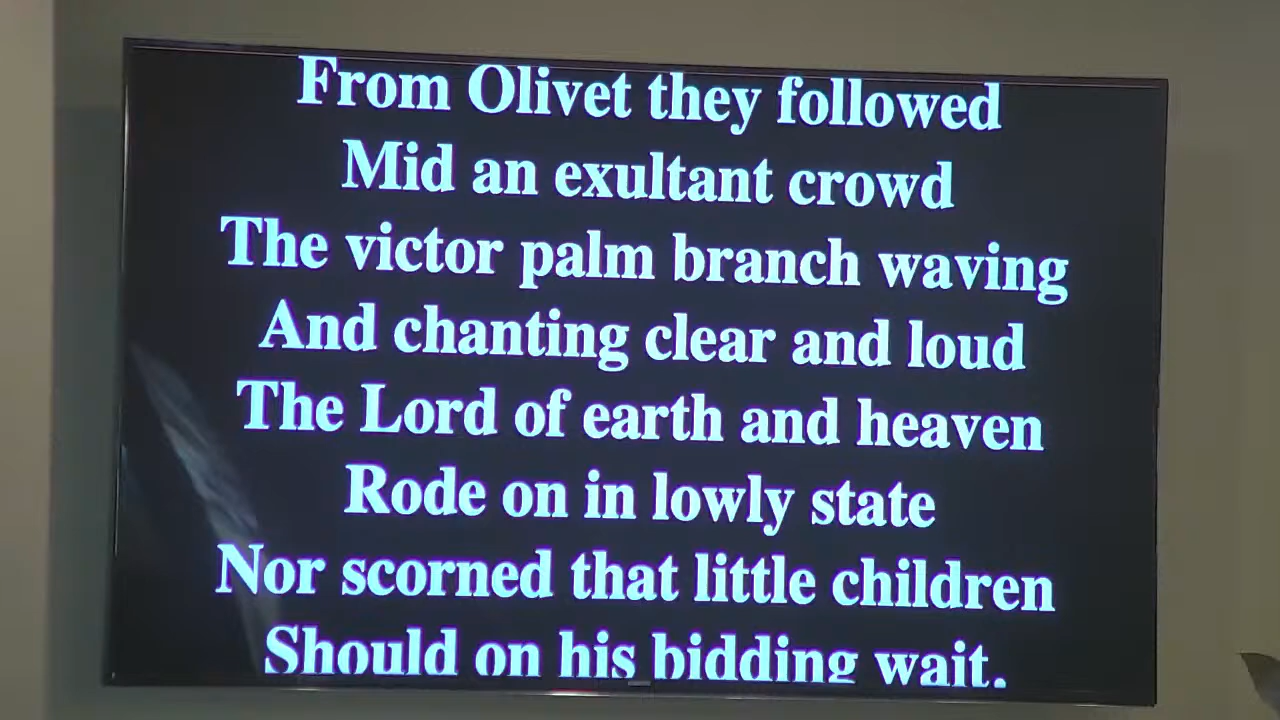 From Olivet they followed
Mid an exultant crowd
The victor palm branch waving
And chanting clear and loud
The Lord of earth and heaven
Rode on in lowly state
Nor scorned that little children
Should on his bidding wait.